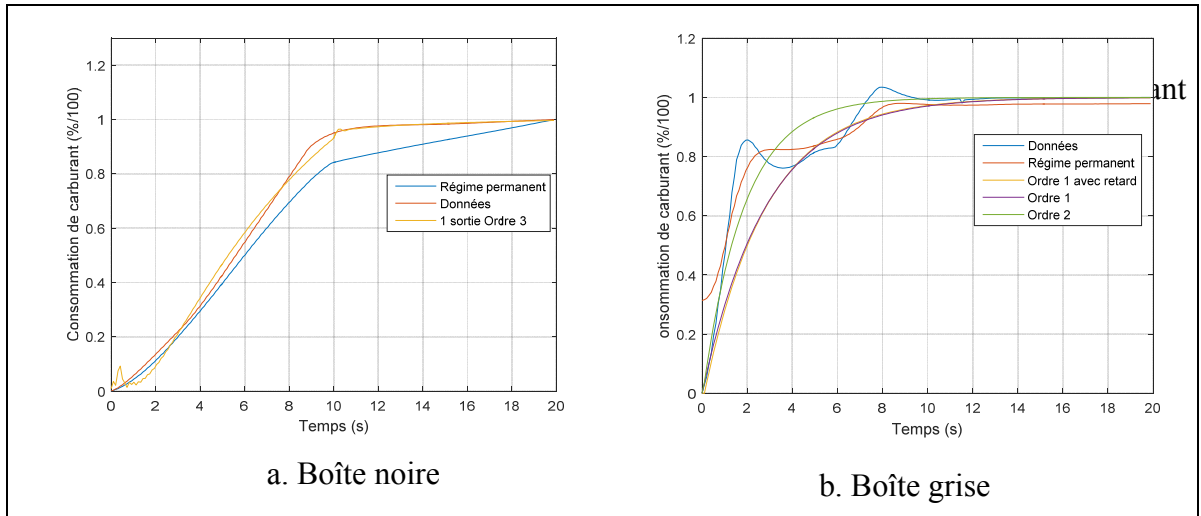 1.2
1
0.8
0.6
0.4
0.2
0
0 2 4 6 8 10 12 14 16 18 20
Consommation de carburant (%/100)
Temps (s)
Régime permanent
Données
1 sortie Ordre 3
a. Boîte noire
1.2
1
0.8
0.6
0.4
0.2
0
0 2 4 6 8 10 12 14 16 18 20
onsommation de carburant (%/100)
Temps (s)
ant
Données
Régime permanent
Ordre 1 avec retard
Ordre 1
Ordre 2
b. Boîte grise